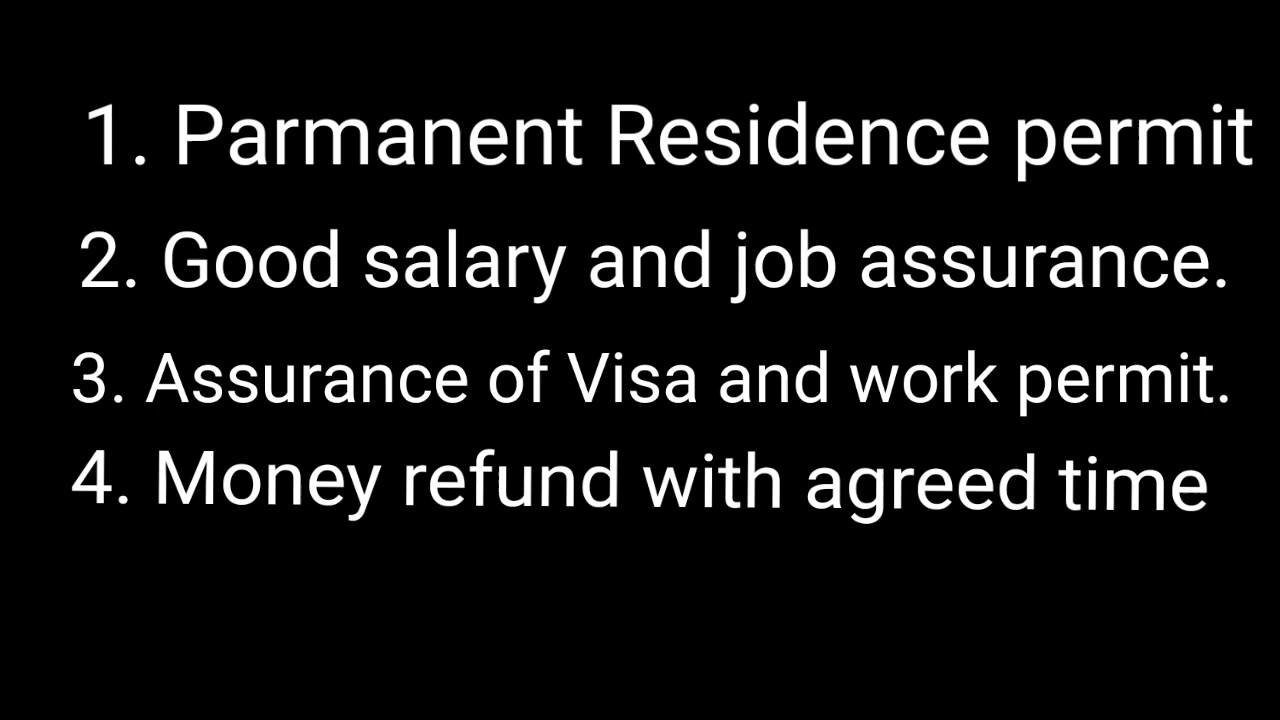 1. Parmanent Residence permit
2. Good salary and job assurance.
3. Assurance of Visa and work permit.
4. Money refund with agreed time